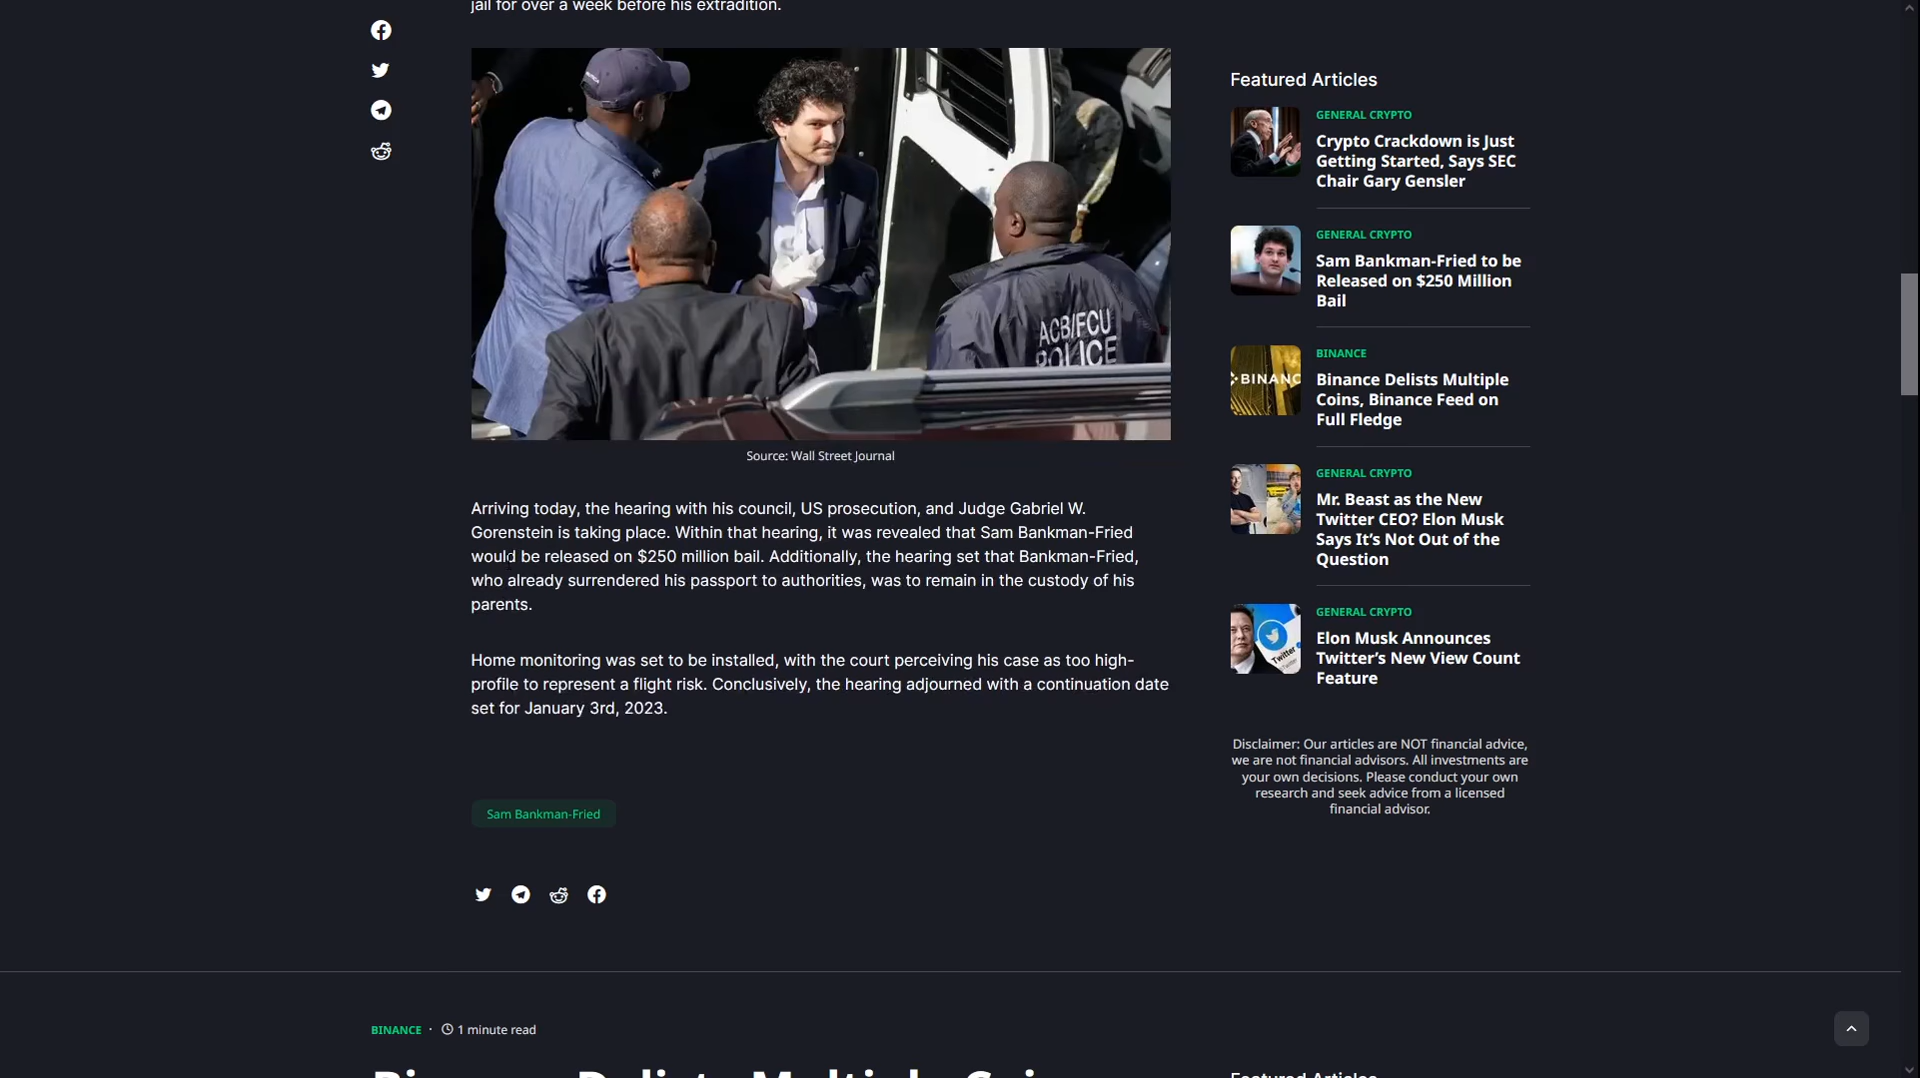 jail for over a week before his extradition.
ACB/FCU
POLICE
Source: Wall Street Journal
Arriving today, the hearing with his council, US prosecution, and Judge Gabriel W.
Gorenstein is taking place. Within that hearing, it was revealed that Sam Bankman-Fried
would be released on $250 million bail. Additionally, the hearing set that Bankman-Fried,
who already surrendered his passport to authorities, was to remain in the custody of his
parents.
Home monitoring was set to be installed, with the court perceiving his case as too high-
profile to represent a flight risk. Conclusively, the hearing adjourned with a continuation date
set for January 3rd, 2023.
Sam Bankman-Fried
Featured Articles
GENERAL CRYPTO
Crypto Crackdown is Just
Getting Started, Says SEC
Chair Gary Gensler
GENERAL CRYPTO
Sam Bankman-Fried to be
Released on $250 Million
Bail
BINANC
BINANCE
Binance Delists Multiple
Coins, Binance Feed on
Full Fledge
GENERAL CRYPTO
Mr. Beast as the New
Twitter CEO? Elon Musk
Says It’s Not Out of the
Question
Twitter
GENERAL CRYPTO
Elon Musk Announces
Twitter’s New View Count
Feature
Disclaimer: Our articles are NOT financial advice,
we are not financial advisors. All investments are
your own decisions. Please conduct your own
research and seek advice from a licensed
financial advisor.
BINANCE · 1 minute read
Binance Delists Multiple Coins
Featured Articles